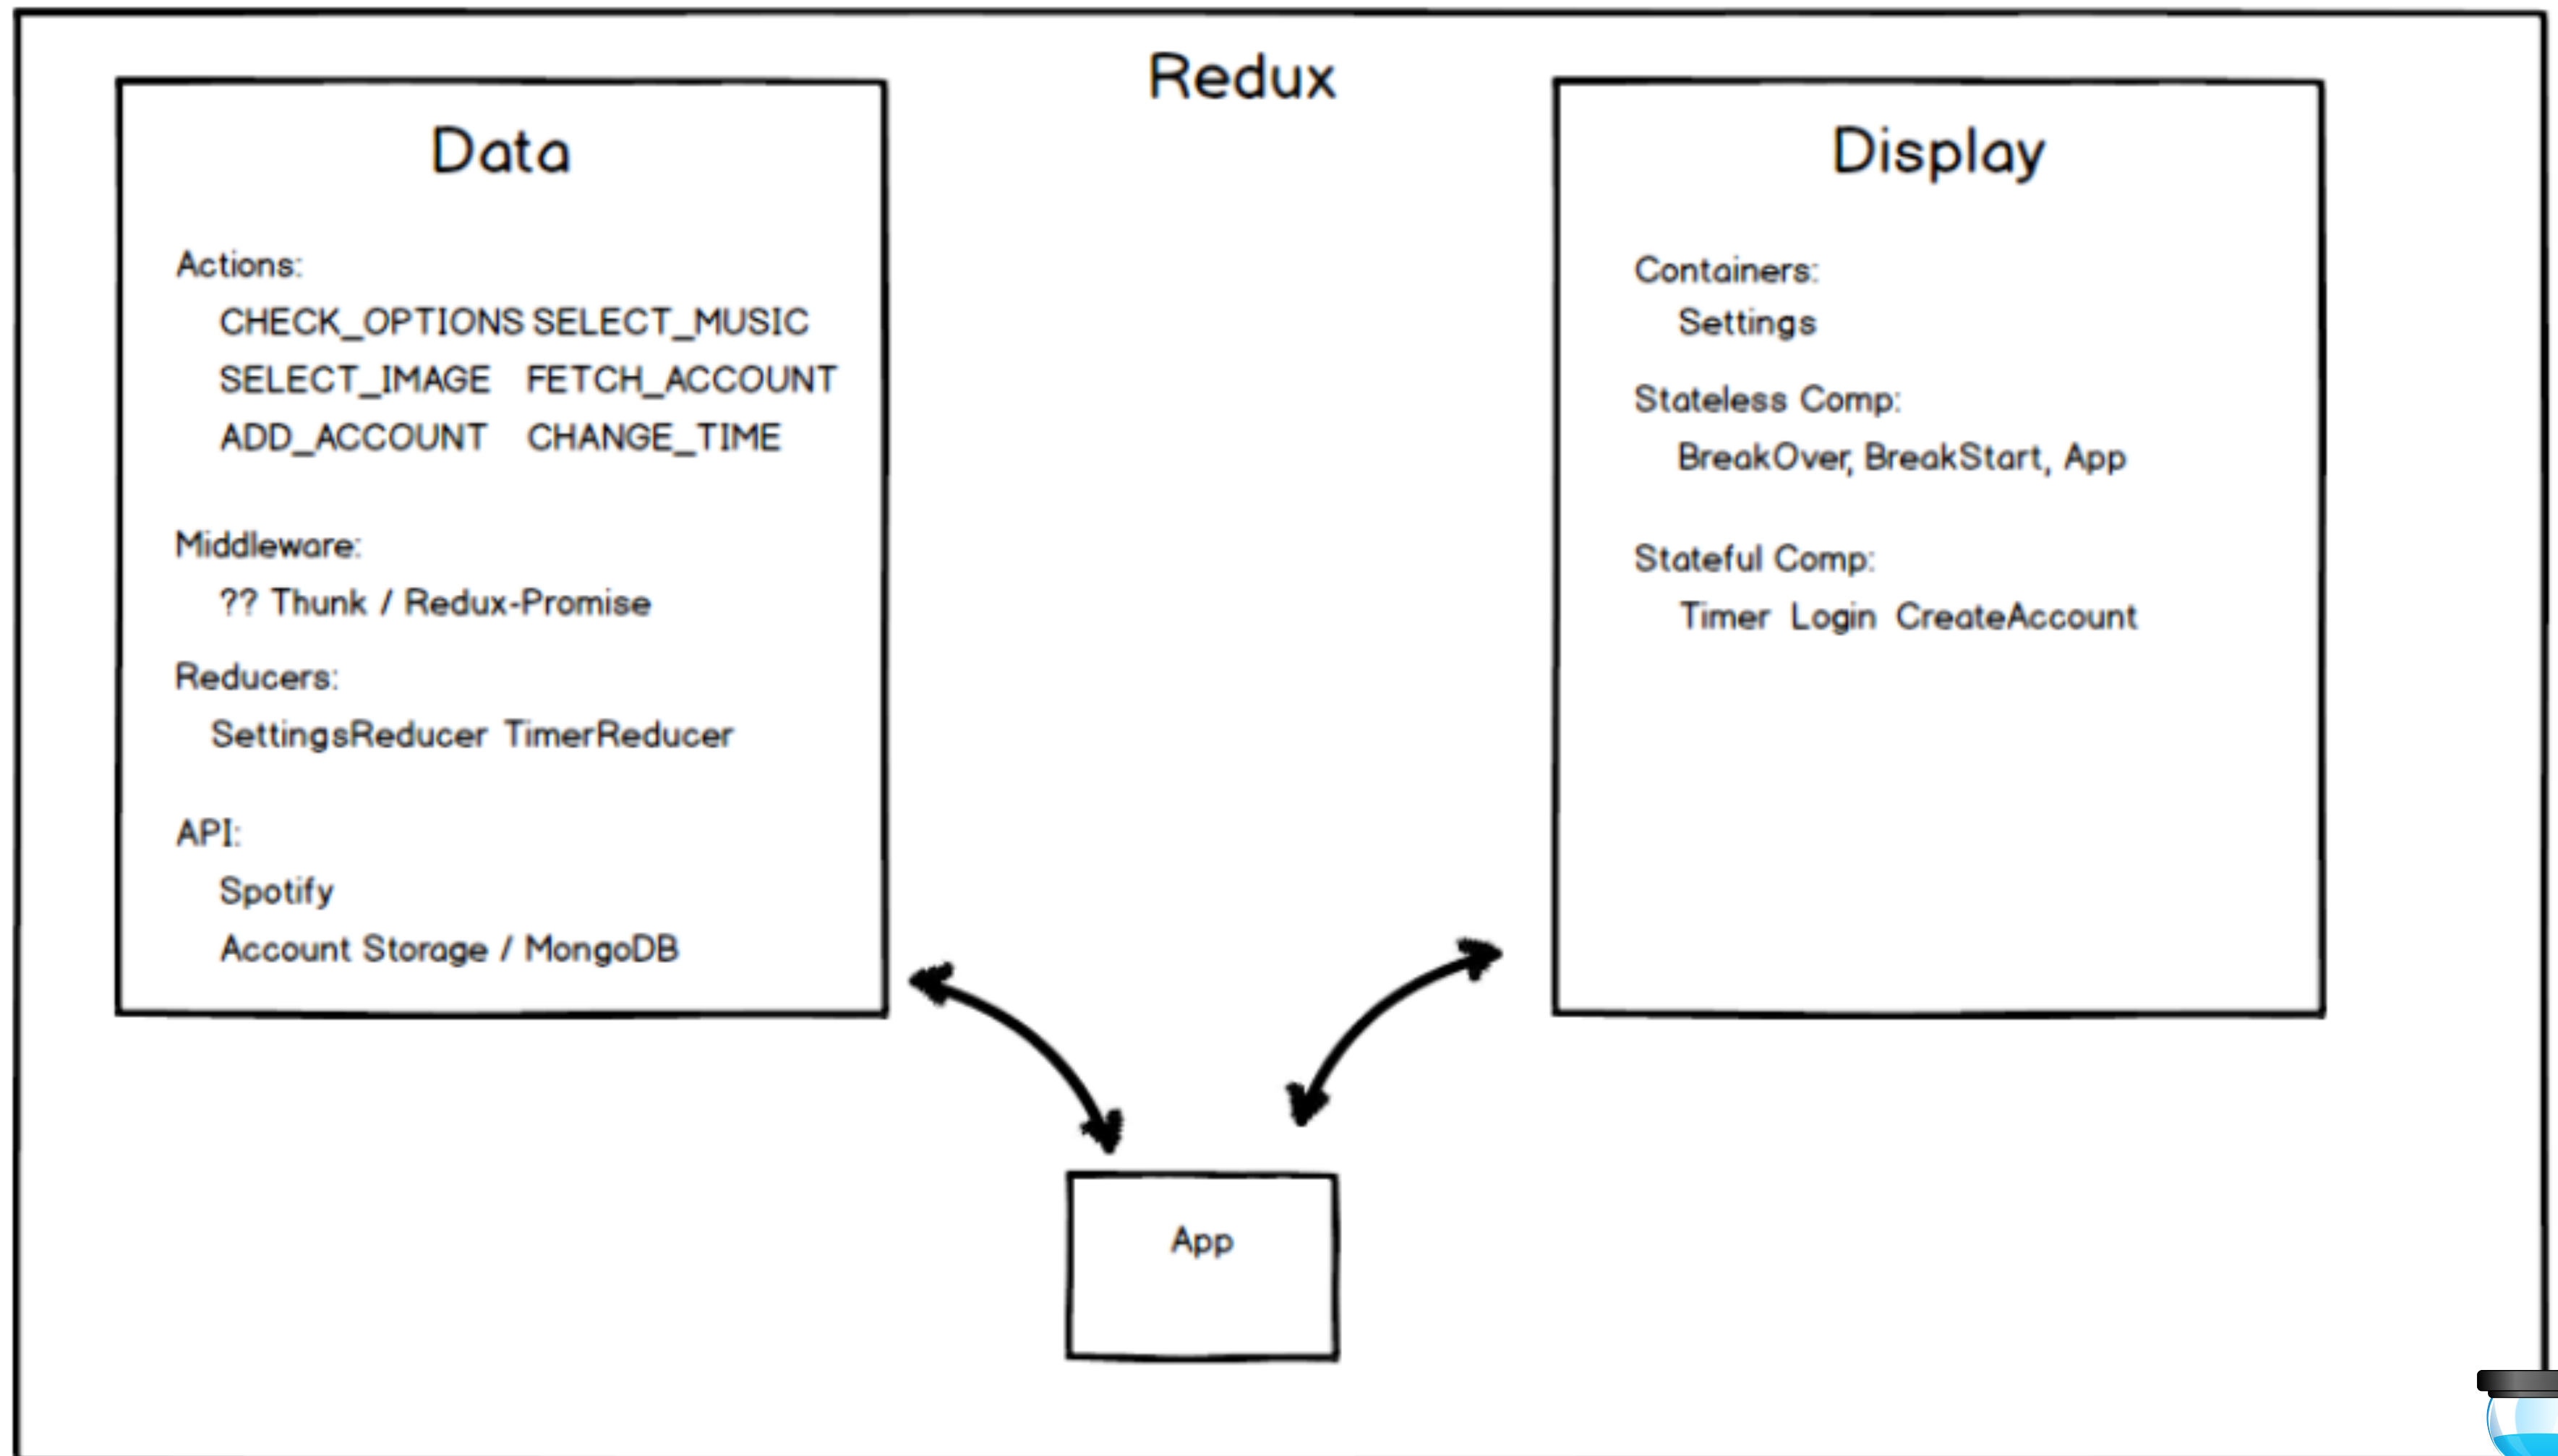 Redux
Data
Actions:
CHECK_OPTIONS SELECT_MUSIC
SELECT_IMAGE FETCH_ACCOUNT
ADD_ACCOUNT CHANGE_TIME
Middleware:
?? Thunk / Redux-Promise
Reducers:
SettingsReducer TimerReducer
API:
Spotify
Account Storage / MongoDB
Display
Containers:
Settings
Stateless Comp:
BreakOver, BreakStart, App
Stateful Comp:
Timer Login CreateAccount
App